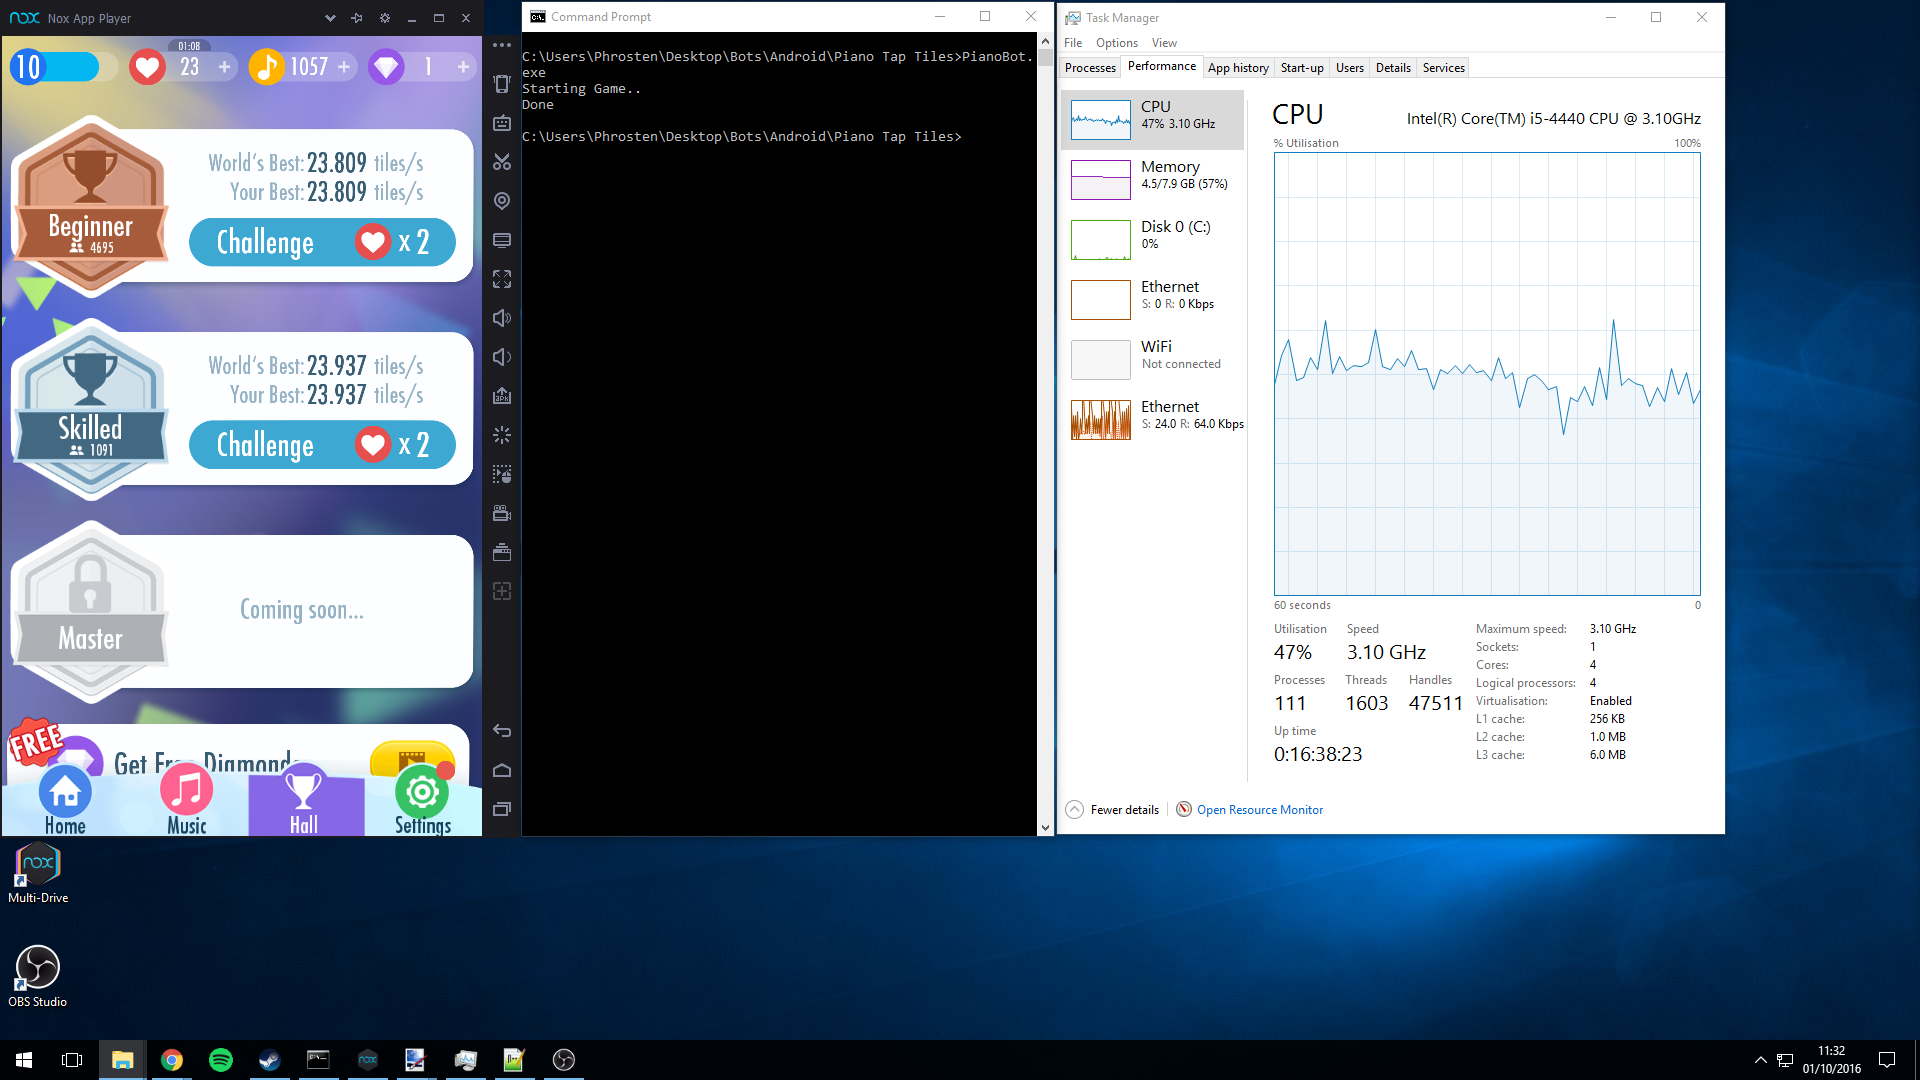 nox Nox App Player
10
01:08
23 +
1057 +
1 +
World's Best: 23.809 tiles/s
Your Best: 23.809 tiles/s
Beginner
4695
Challenge x 2
World's Best: 23.937 tiles/s
Your Best: 23.937 tiles/s
Skilled
1091
Challenge x 2
Coming soon...
Master
FREE
Get Free Diamonds
Home
Music
Hall
Settings
Command Prompt
C:\Users\Phrosten\Desktop\Bots\Android\Piano Tap Tiles>PianoBot.
exe
Starting Game..
Done
C:\Users\Phrosten\Desktop\Bots\Android\Piano Tap Tiles>
Task Manager
File Options View
Processes Performance App history Start-up Users Details Services
CPU
47% 3.10 GHz
Memory
4.5/7.9 GB (57%)
Disk 0 (C:)
0%
Ethernet
S: 0 R: 0 Kbps
WiFi
Not connected
Ethernet
S: 24.0 R: 64.0 Kbps
CPU
Intel(R) Core(TM) i5-4440 CPU @ 3.10GHz
% Utilisation 100%
60 seconds 0
Utilisation Speed
47% 3.10 GHz
Processes Threads Handles
111 1603 47511
Up time
0:16:38:23
Maximum speed: 3.10 GHz
Sockets: 1
Cores: 4
Logical processors: 4
Virtualisation: Enabled
L1 cache: 256 KB
L2 cache: 1.0 MB
L3 cache: 6.0 MB
Fewer details
Open Resource Monitor
nox
Multi-Drive
OBS Studio
11:32
01/10/2016